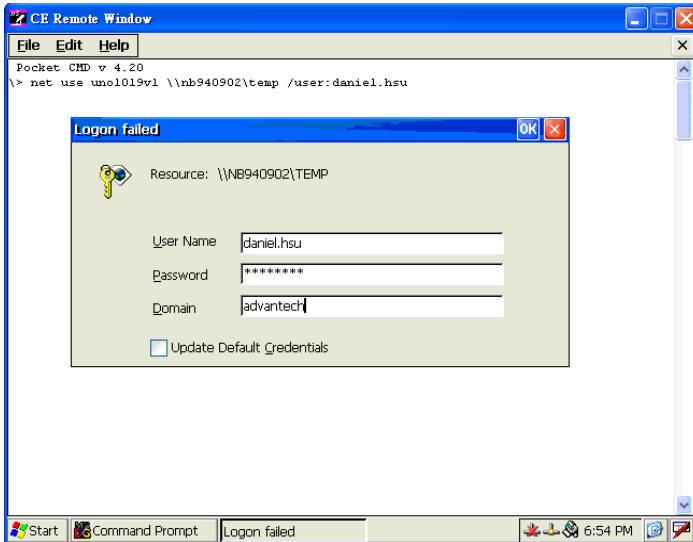 CE Remote Window
File Edit Help
Pocket CMD v 4.20
\> net use uno1019v1 \\nb940902\temp /user:daniel.hsu
Logon failed
OK
Resource: \\NB940902\TEMP
User Name daniel.hsu
Password ********
Domain advantech
Update Default Credentials
Start Command Prompt Logon failed 6:54 PM